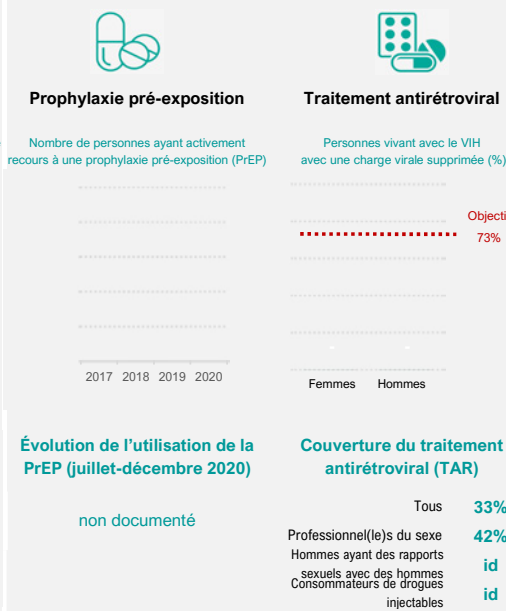 Prophylaxie pré-exposition
Nombre de personnes ayant activement
recours à une prophylaxie pré-exposition (PrEP)
2017 2018 2019 2020
Évolution de l'utilisation de la
PrEP (juillet-décembre 2020)
non documenté
Traitement antirétroviral
Personnes vivant avec le VIH
avec une charge virale supprimée (%)
Objecti
73%
Femmes Hommes
Couverture du traitement
antirétroviral (TAR)
Tous 33%
Professionnel(le)s du sexe 42%
Hommes ayant des rapports
sexuels avec des hommes id
Consommateurs de drogues
injectables id